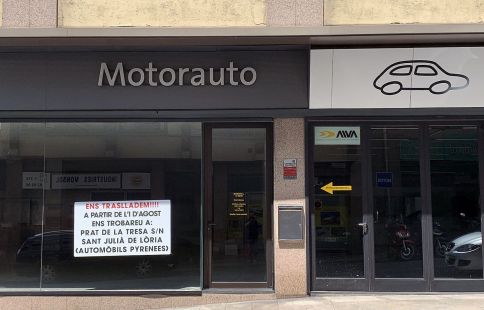 Motorauto
AVIA
ENS TRASLLADEM!!!!
A PARTIR DE L'1 D'AGOST
ENS TROBAREU A:
PRAT DE LA TRESA S/N
SANT JULIÀ DE LÒRIA
(AUTOMÒBILS PYRENEES)